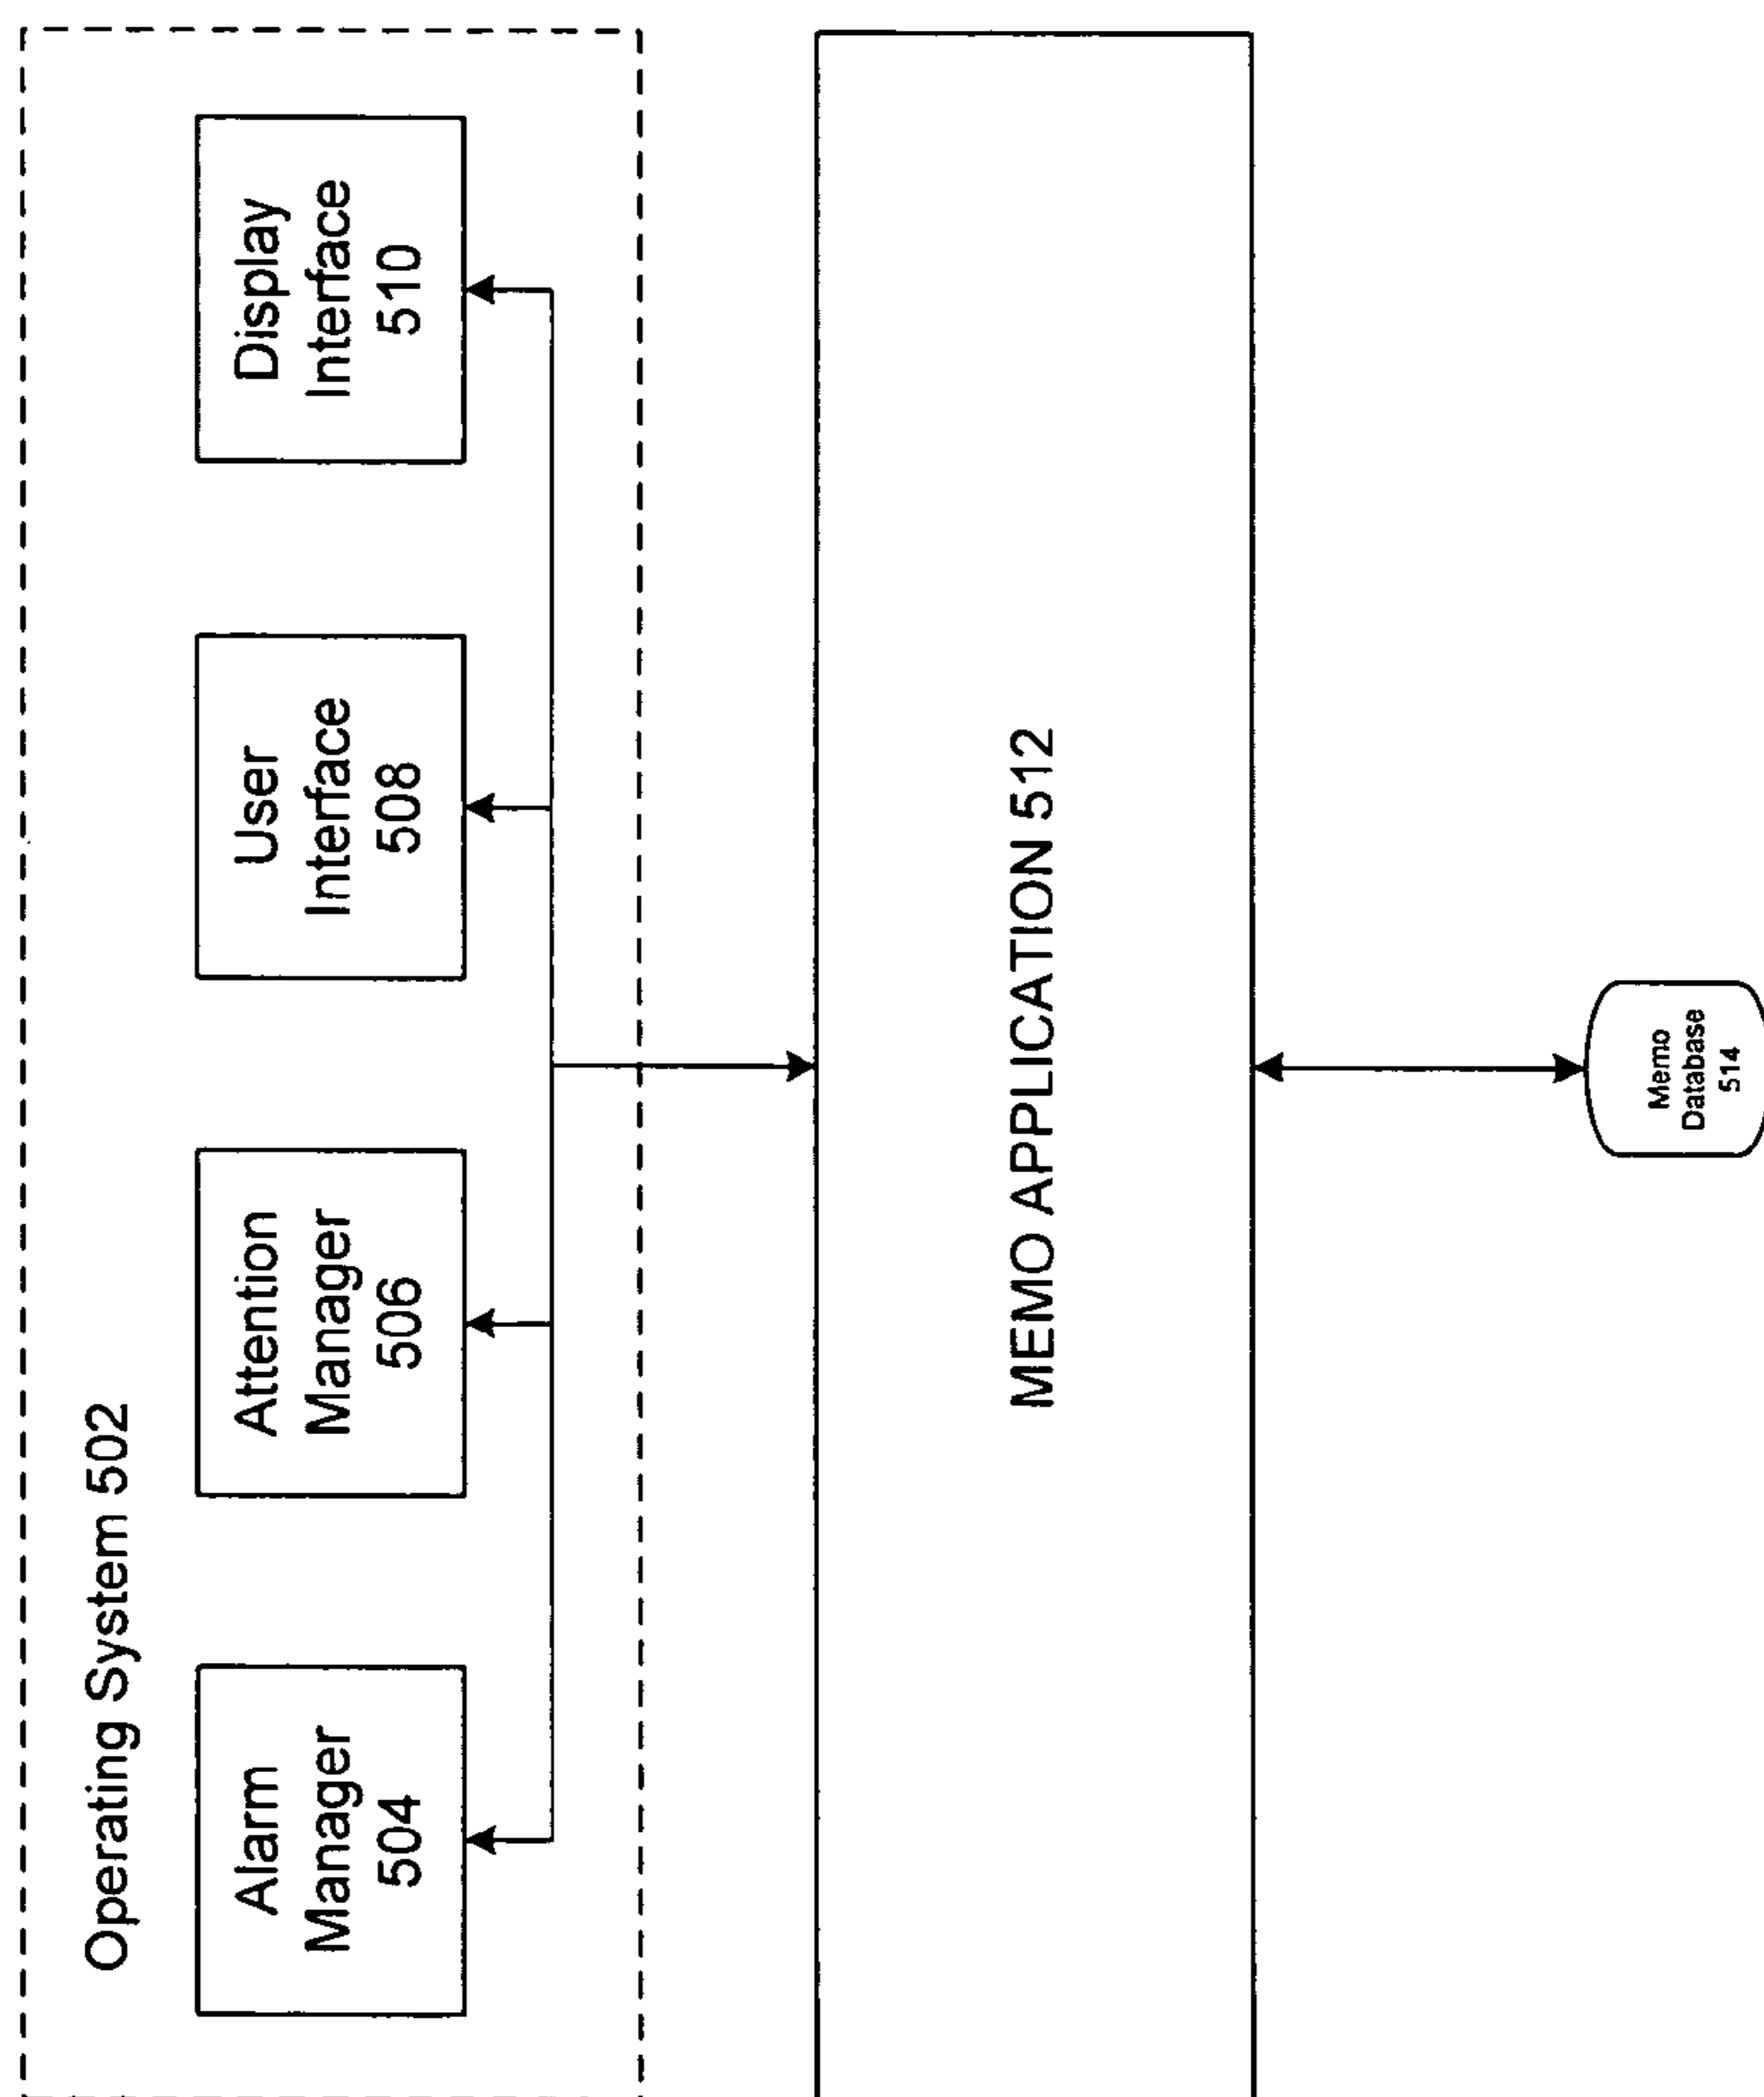 Operating System 502
Alarm
Manager
504
Attention
Manager
506
User
Interface
508
Display
Interface
510
MEMO APPLICATION 512
Memo
Database
514